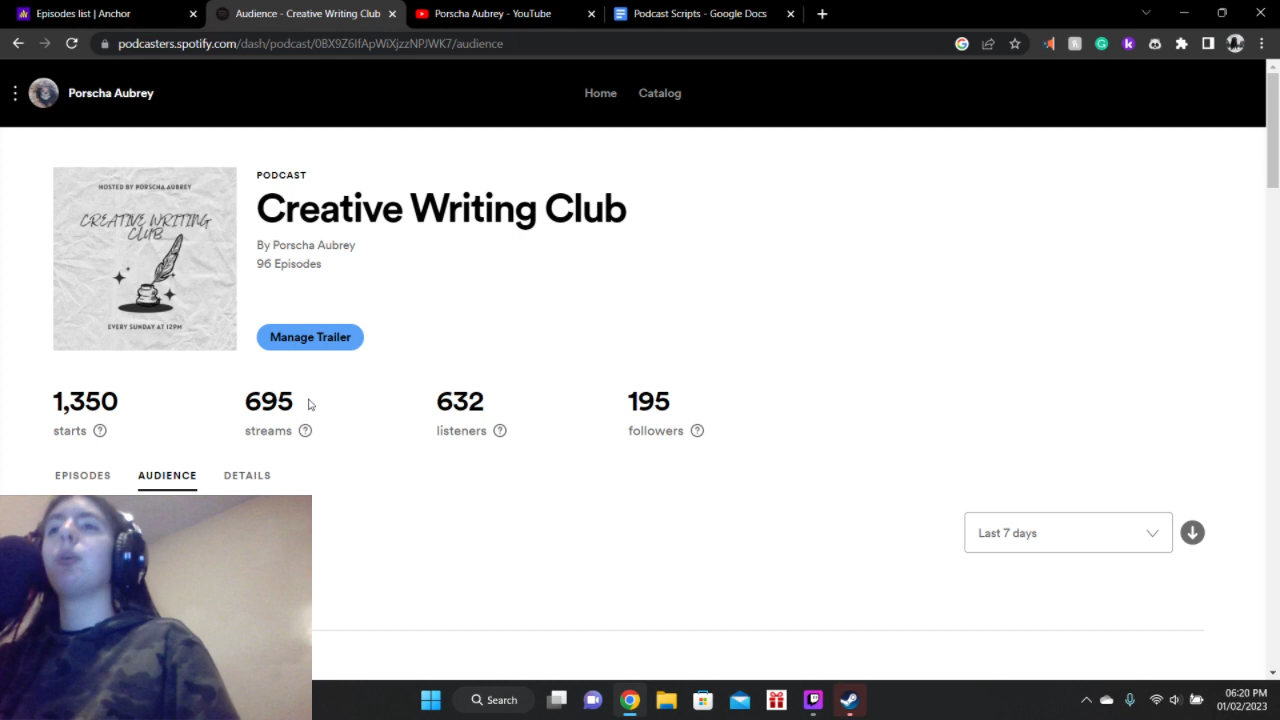 Episodes list | Anchor
Audience - Creative Writing Club
Porscha Aubrey - YouTube
Podcast Scripts - Google Docs
podcasters.spotify.com/dash/podcast/0BX9Z6IfApWiXjzzNPJWK7/audience
Porscha Aubrey
Home
Catalog
HOSTED BY PORSCHA AUBREY
CREATIVE WRITING
CLUB
EVERY SUNDAY AT 12PM
PODCAST
Creative Writing Club
By Porscha Aubrey
96 Episodes
Manage Trailer
1,350
starts
695
streams
632
listeners
195
followers
EPISODES
AUDIENCE
DETAILS
Last 7 days
Search
06:20 PM
01/02/2023